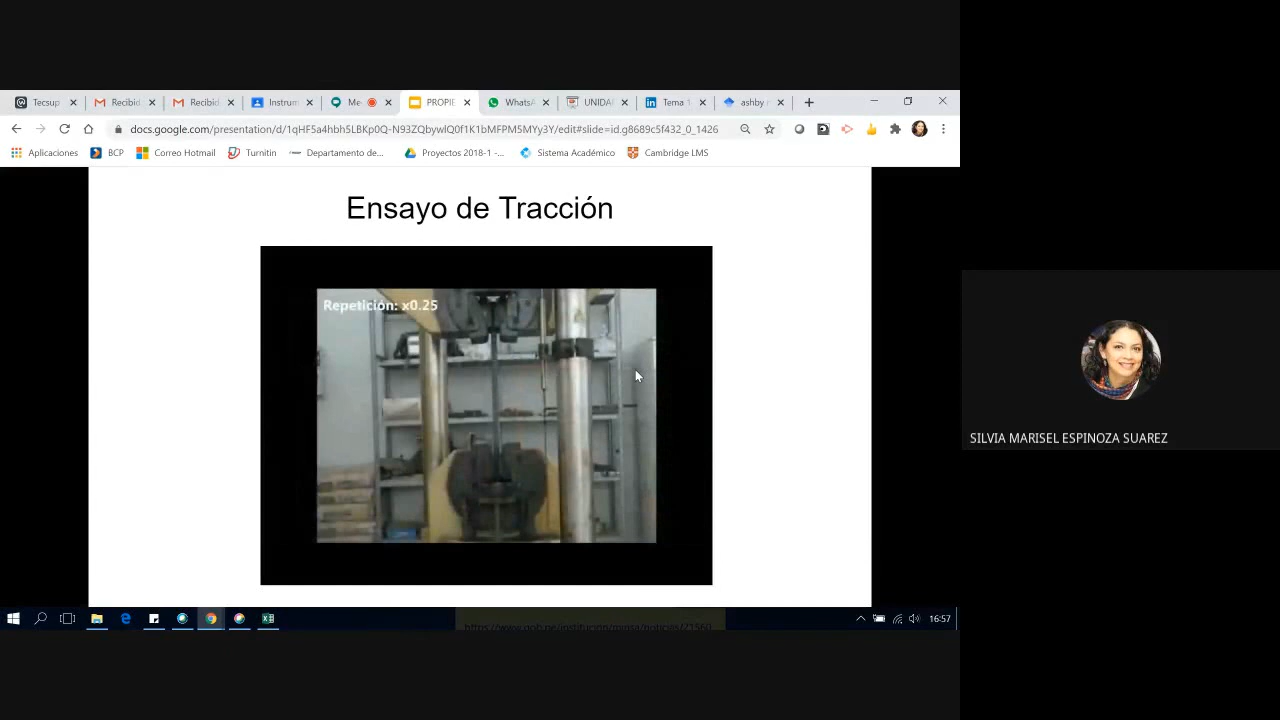 Tecsup
Recibid
Recibid
Instrum
Me
PROPIE
WhatsA
UNIDA
Tema 1
ashby
docs.google.com/presentation/d/1qHF5a4hbh5LBKp0Q-N93ZQbywlQ0f1K1bMFPM5MYy3Y/edit#slide=id.g8689c5f432_0_1426
Aplicaciones
BCP
Correo Hotmail
Turnitin
Departamento de...
Proyectos 2018-1 -...
Sistema Académico
Cambridge LMS
Ensayo de Tracción
Repetición: x0.25
SILVIA MARISEL ESPINOZA SUAREZ
16:57